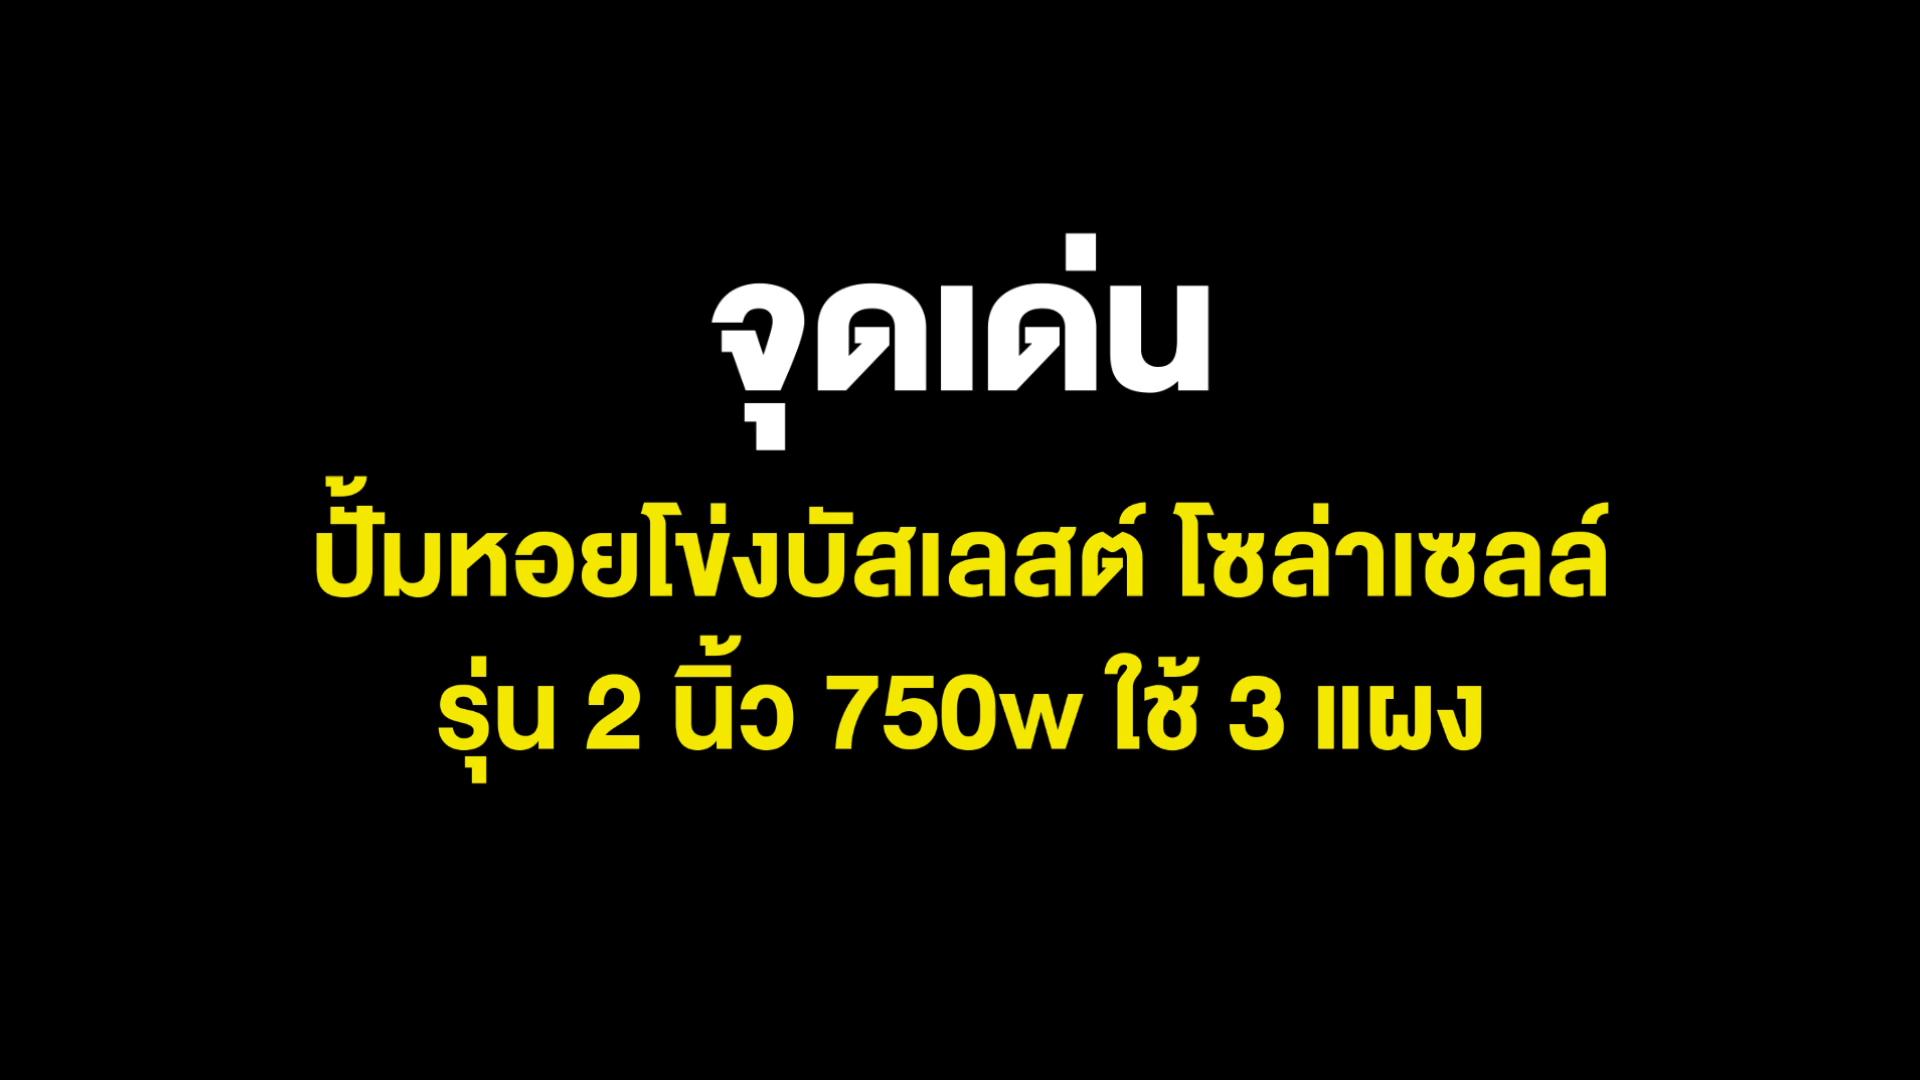 จุดเด่น
ปั้มหอยโข่งบัสเลสต์ โซล่าเซลล์
รุ่น 2 นิ้ว 750w ใช้ 3 แผง